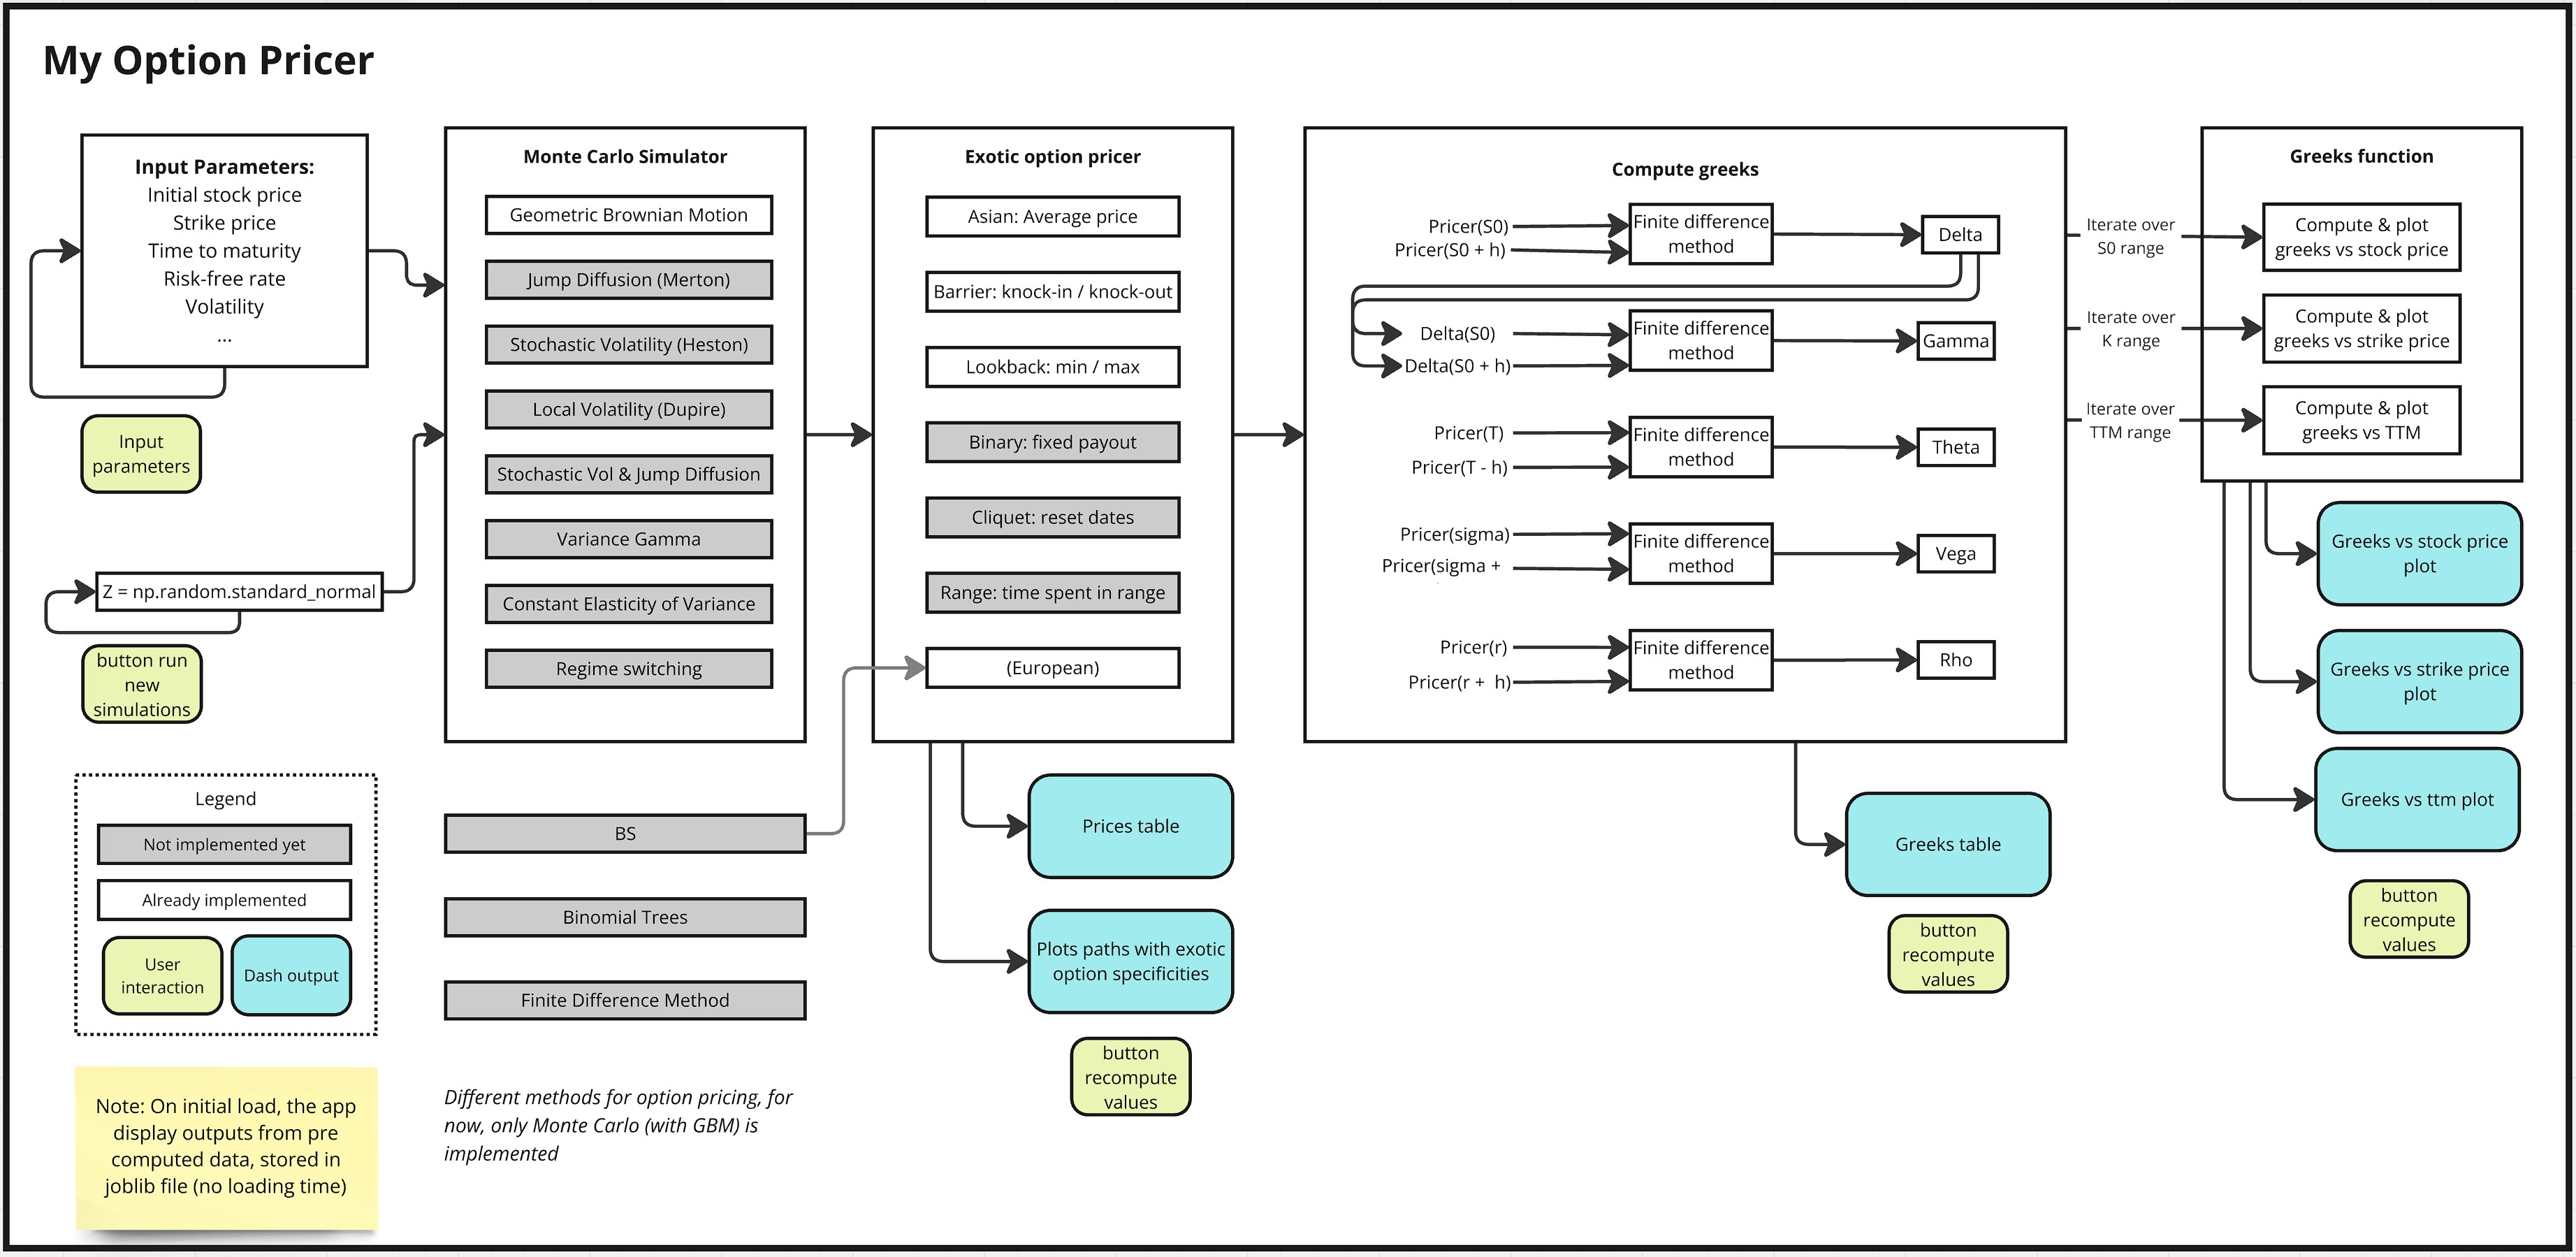 My Option Pricer
Input Parameters:
Initial stock price
Strike price
Time to maturity
Risk-free rate
Volatility
...
Input
parameters
Z = np.random.standard_normal
button run
new
simulations
Legend
Not implemented yet
Already implemented
User
interaction
Dash output
Note: On initial load, the app
display outputs from pre
computed data, stored in
joblib file (no loading time)
Monte Carlo Simulator
Geometric Brownian Motion
Jump Diffusion (Merton)
Stochastic Volatility (Heston)
Local Volatility (Dupire)
Stochastic Vol & Jump Diffusion
Variance Gamma
Constant Elasticity of Variance
Regime switching
BS
Binomial Trees
Finite Difference Method
Different methods for option pricing, for
now, only Monte Carlo (with GBM) is
implemented
Exotic option pricer
Asian: Average price
Barrier: knock-in / knock-out
Lookback: min / max
Binary: fixed payout
Cliquet: reset dates
Range: time spent in range
(European)
Prices table
Plots paths with exotic
option specificities
button
recompute
values
Compute greeks
Pricer(S0)
Pricer(S0 + h)
Finite difference
method
Delta
Delta(S0)
Delta(S0 + h)
Finite difference
method
Gamma
Pricer(T)
Pricer(T - h)
Finite difference
method
Theta
Pricer(sigma)
Pricer(sigma +
Finite difference
method
Vega
Pricer(r)
Pricer(r + h)
Finite difference
method
Rho
Greeks table
button
recompute
values
Iterate over
S0 range
Iterate over
K range
Iterate over
TTM range
Greeks function
Compute & plot
greeks vs stock price
Compute & plot
greeks vs strike price
Compute & plot
greeks vs TTM
Greeks vs stock price
plot
Greeks vs strike price
plot
Greeks vs ttm plot
button
recompute
values